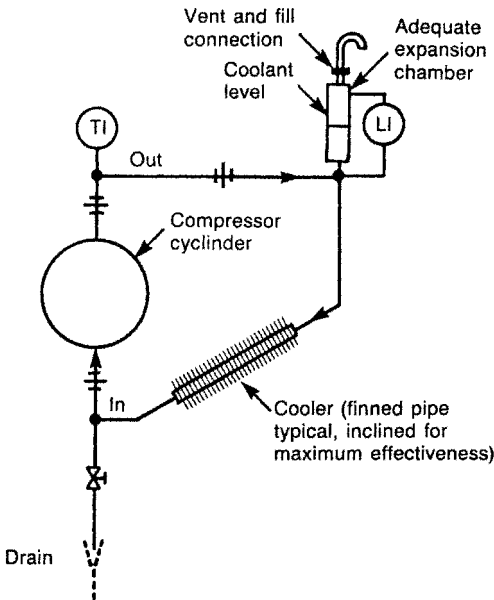 Vent and fill
connection
Adequate
expansion
chamber
Coolant
level
TI
LI
Out
Compressor
cyclinder
In
Cooler (finned pipe
typical, inclined for
maximum effectiveness)
Drain